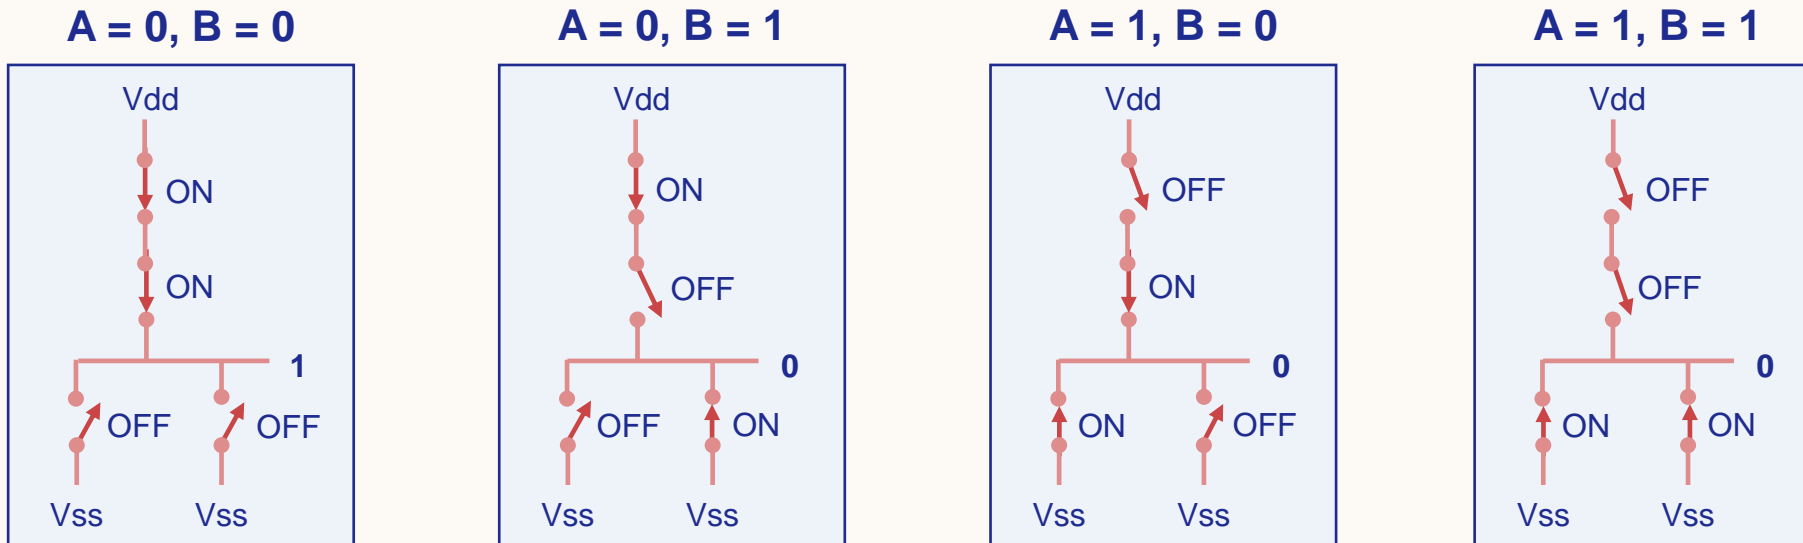 A = 0, B = 0
Vdd
ON
ON
1
OFF
OFF
Vss
Vss
A = 0, B = 1
Vdd
ON
OFF
0
OFF
ON
Vss
Vss
A = 1, B = 0
Vdd
OFF
ON
0
ON
OFF
Vss
Vss
A = 1, B = 1
Vdd
OFF
OFF
0
ON
ON
Vss
Vss